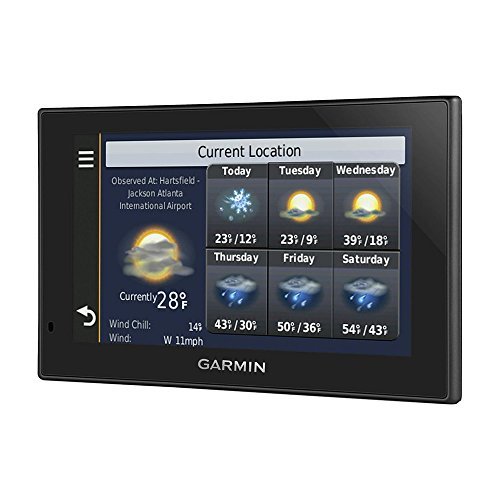 Current Location
Observed At: Hartsfield -
Jackson Atlanta
International Airport
Currently 28°F
Wind Chill: 14°F
Wind: W 11mph
Today Tuesday Wednesday
23°F/12°F 23°F/9°F 39°F/18°F
Thursday Friday Saturday
43°F/30°F 50°F/36°F 54°F/43°F
GARMIN